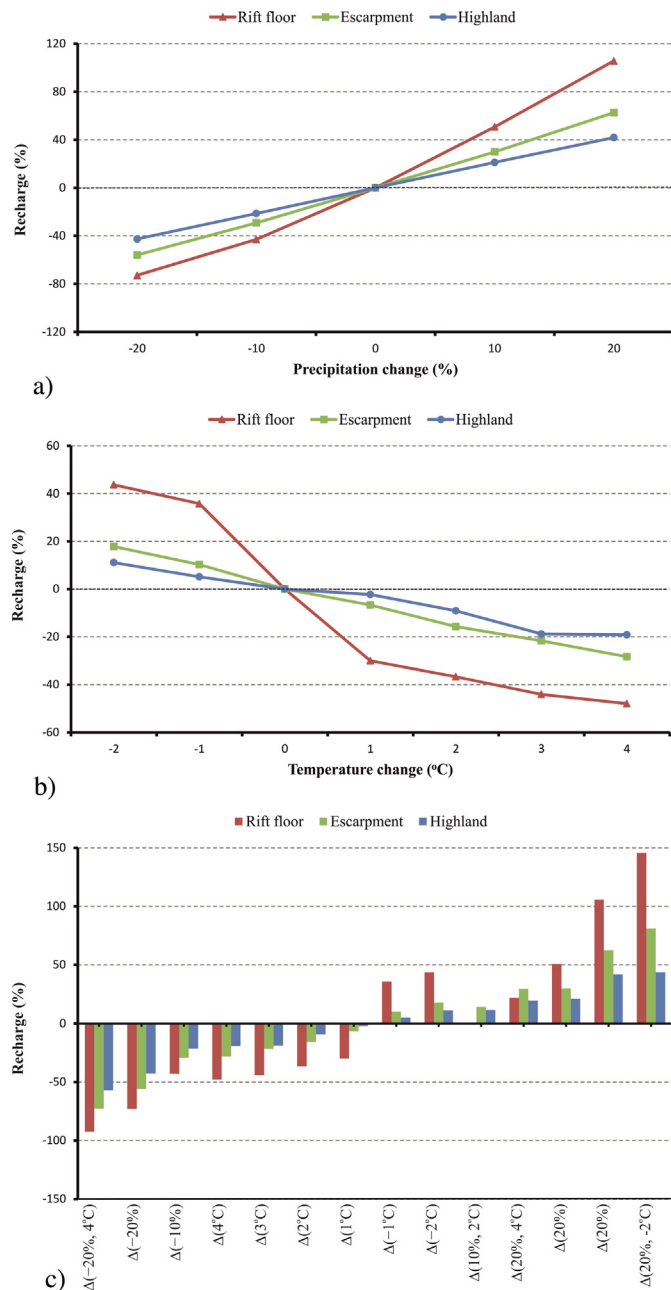 Rift floor Escarpment Highland
120
80
40
0
-40
-80
-120
Recharge (%)
-20 -10 0 10 20
Precipitation change (%)
a)
Rift floor Escarpment Highland
60
40
20
0
-20
-40
-60
Recharge (%)
-2 -1 0 1 2 3 4
Temperature change (°C)
b)
Rift floor Escarpment Highland
150
100
50
0
-50
-100
-150
Recharge (%)
Δ(−20%, 4°C)
Δ(−20%)
Δ(−10%)
Δ(4°C)
Δ(3°C)
Δ(2°C)
Δ(1°C)
Δ(−1°C)
Δ(−2°C)
Δ(10%, 2°C)
Δ(20%, 4°C)
Δ(20%)
Δ(20%)
Δ(20%, -2°C)
c)